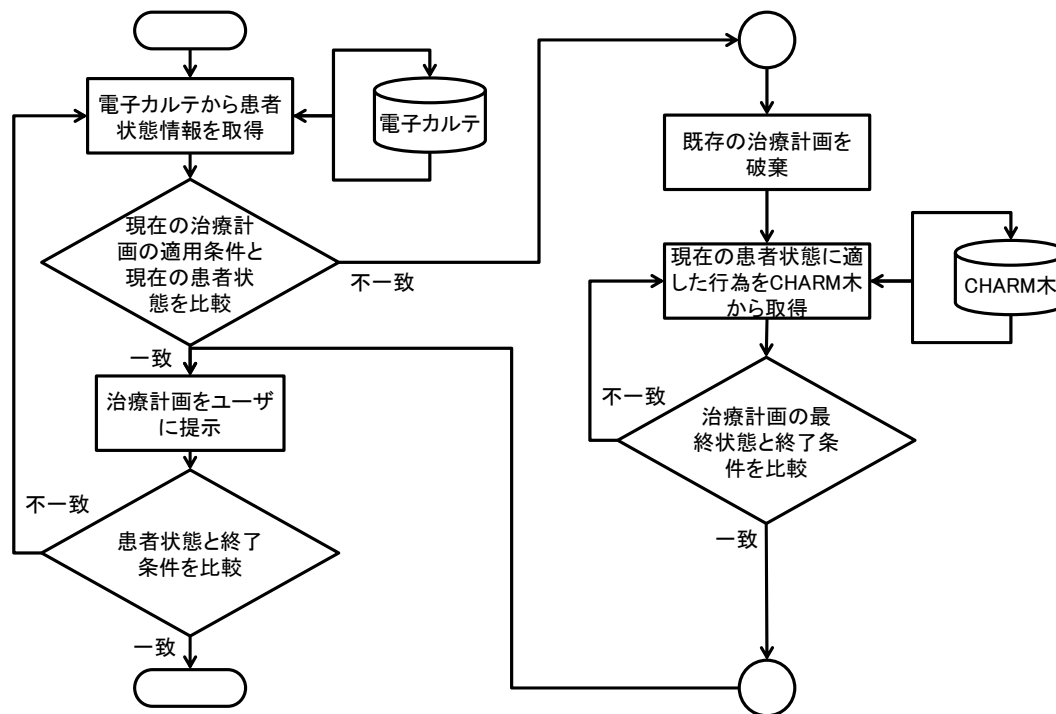 電子カルテから患者
状態情報を取得
電子カルテ
現在の治療計
画の適用条件と
現在の患者状
態を比較
不一致
一致
治療計画をユーザ
に提示
不一致
患者状態と終了
条件を比較
一致
既存の治療計画を
破棄
現在の患者状態に適
した行為をCHARM木
から取得
CHARM木
不一致
治療計画の最
終状態と終了条
件を比較
一致